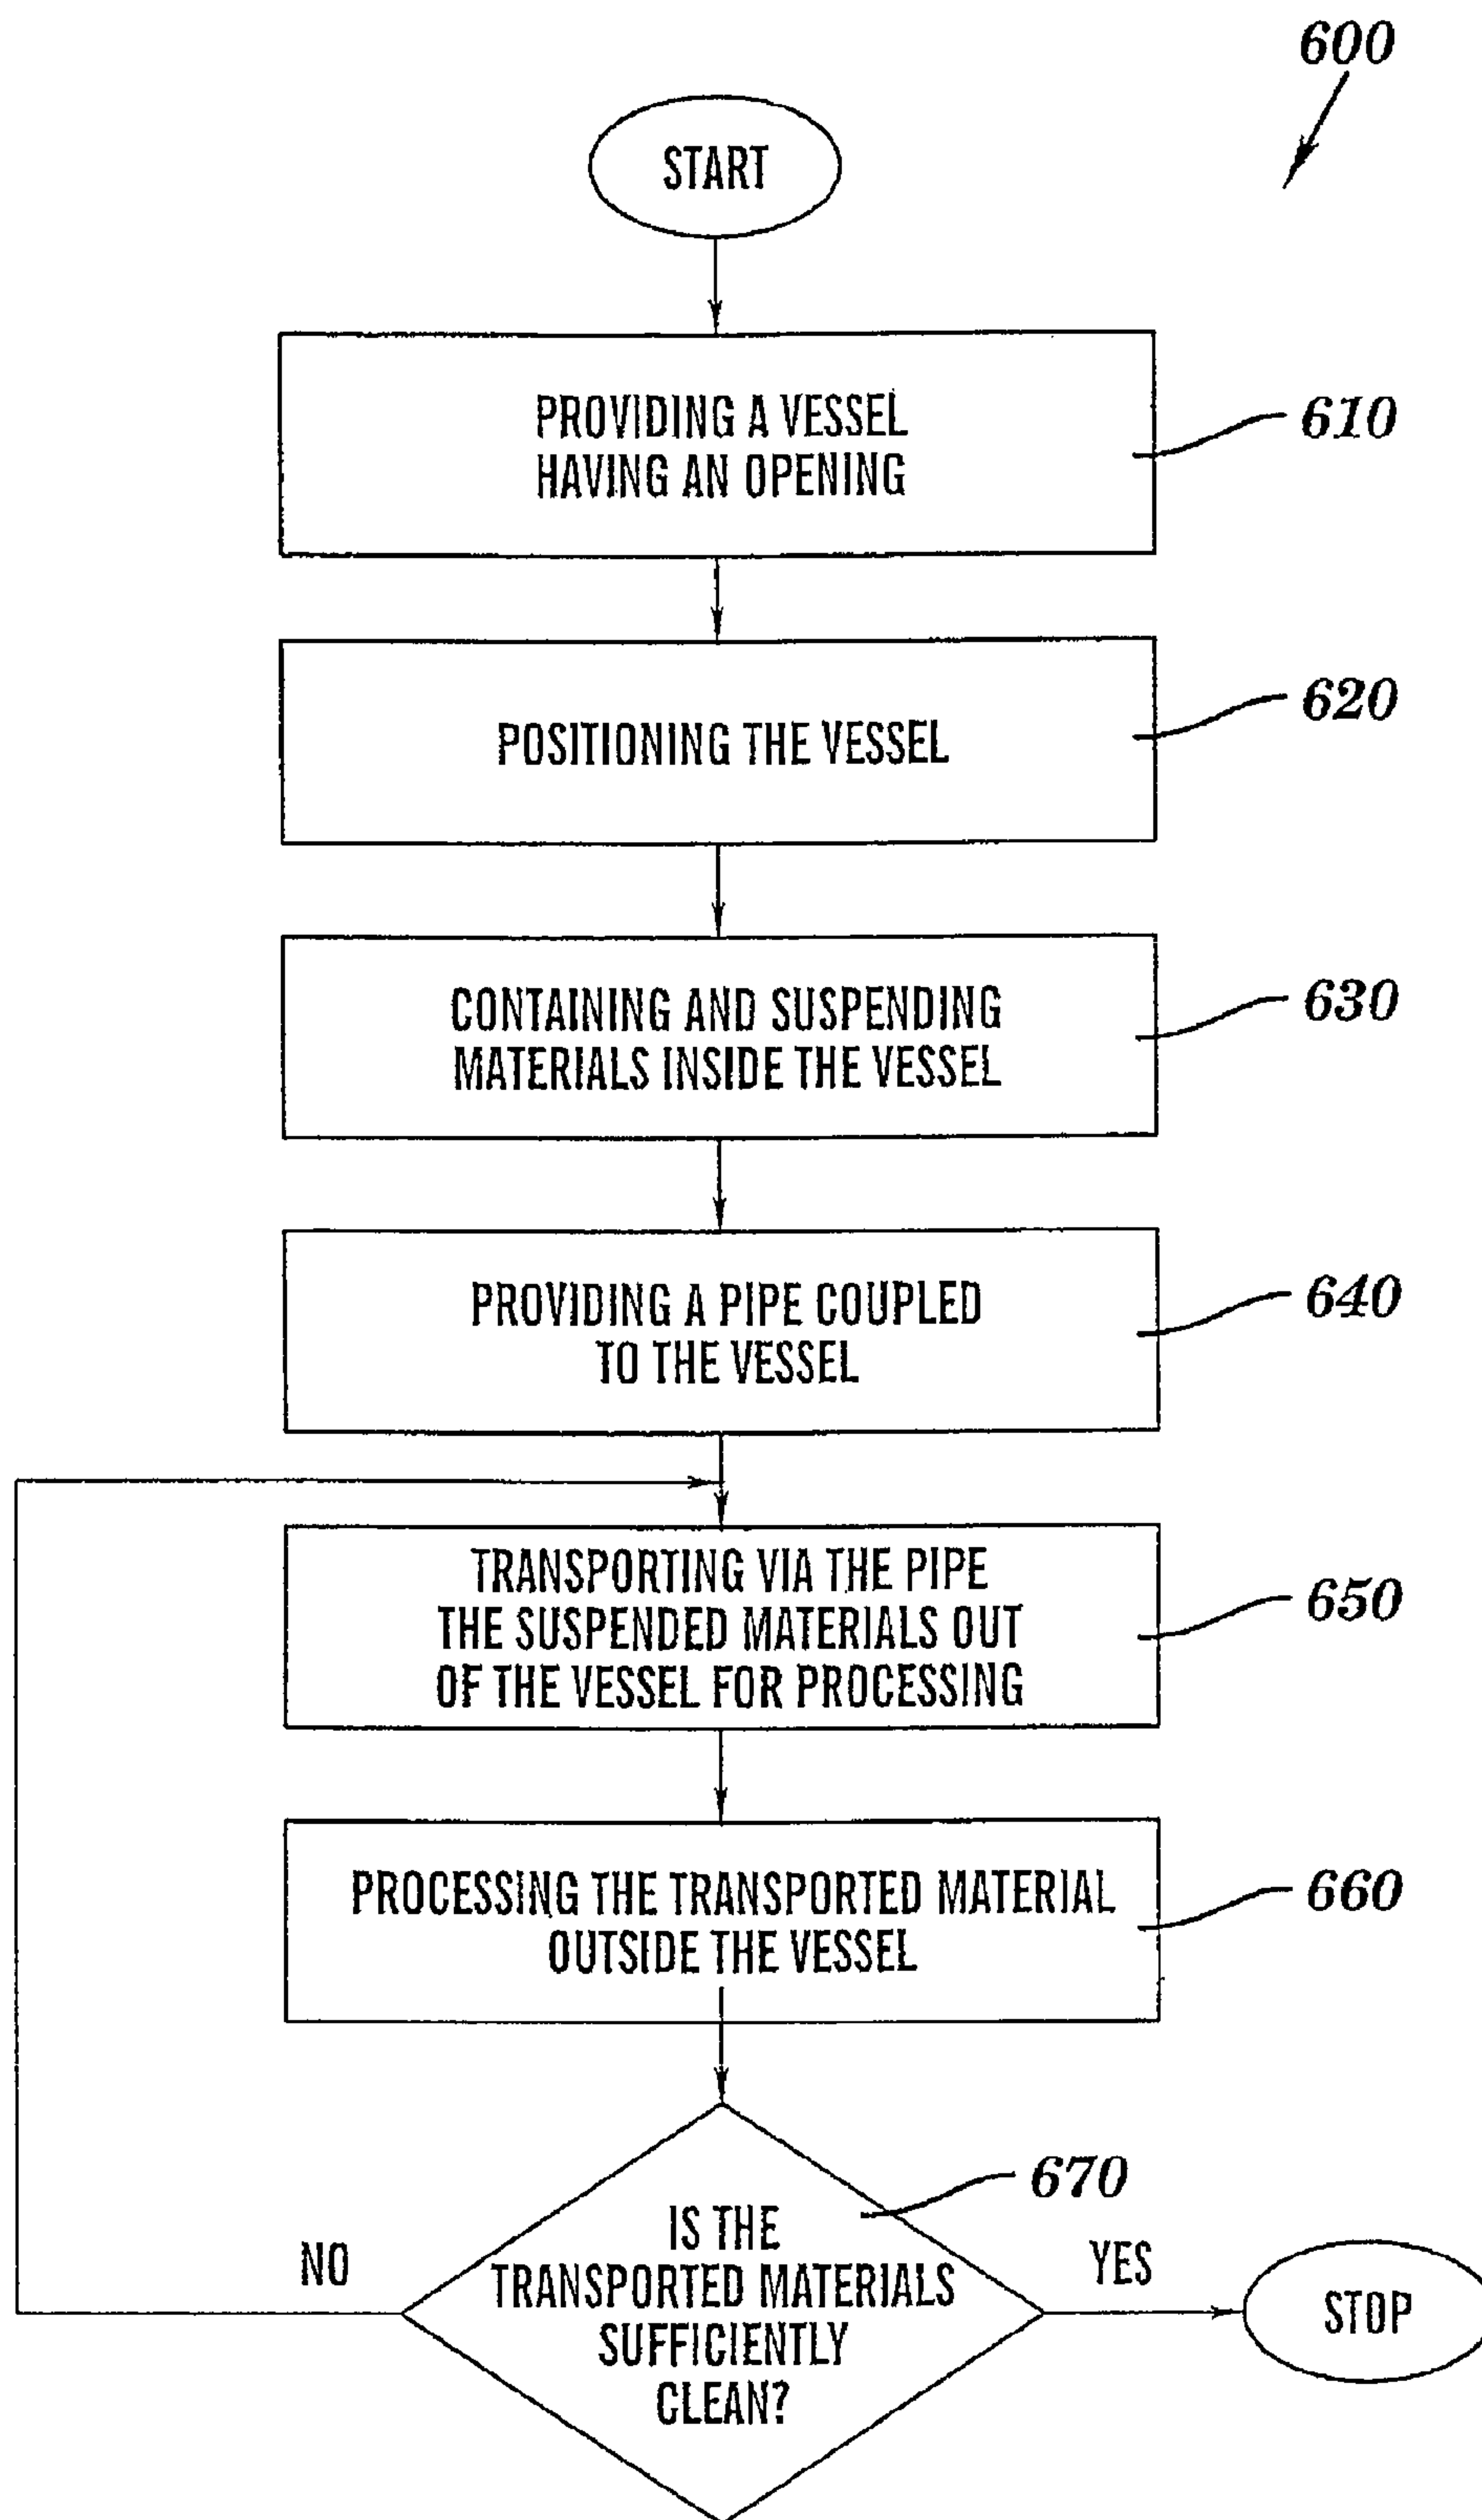 600
START
PROVIDING A VESSEL
HAVING AN OPENING
610
POSITIONING THE VESSEL
620
CONTAINING AND SUSPENDING
MATERIALS INSIDE THE VESSEL
630
PROVIDING A PIPE COUPLED
TO THE VESSEL
640
TRANSPORTING VIA THE PIPE
THE SUSPENDED MATERIALS OUT
OF THE VESSEL FOR PROCESSING
650
PROCESSING THE TRANSPORTED MATERIAL
OUTSIDE THE VESSEL
660
670
IS THE
TRANSPORTED MATERIALS
SUFFICIENTLY
CLEAN?
NO
YES
STOP